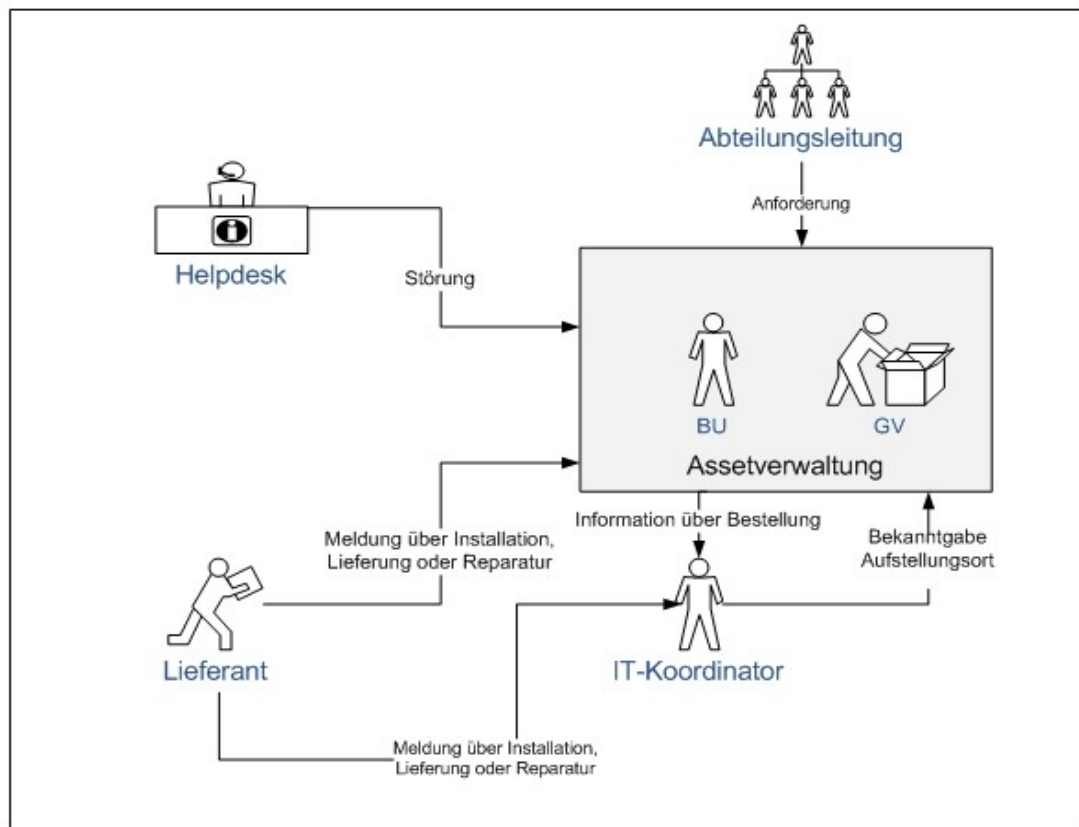 Abteilungsleitung
Anforderung
Helpdesk
Störung
BU
GV
Assetverwaltung
Information über Bestellung
Bekanntgabe
Aufstellungsort
Meldung über Installation,
Lieferung oder Reparatur
Lieferant
IT-Koordinator
Meldung über Installation,
Lieferung oder Reparatur